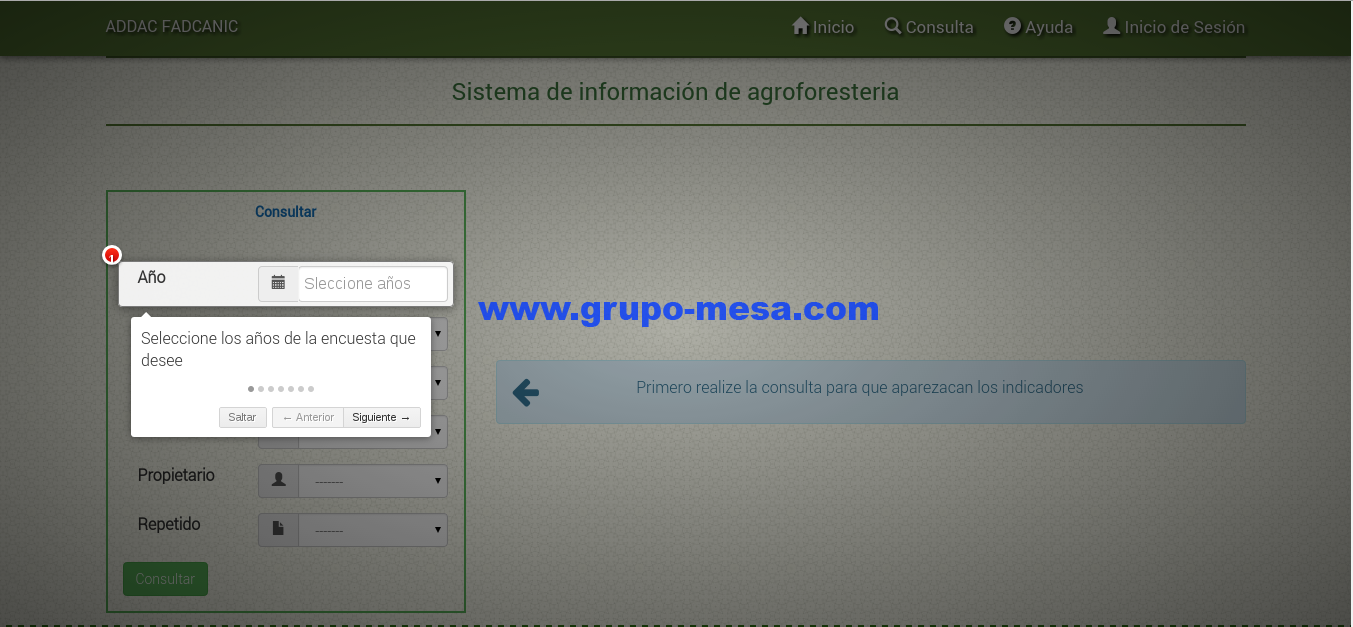 ADDAC FADCANIC
Inicio
Consulta
Ayuda
Inicio de Sesión
Sistema de información de agroforesteria
Consultar
1
Año
Sleccione años
www.grupo-mesa.com
Seleccione los años de la encuesta que
desee
Saltar
← Anterior
Siguiente →
Primero realize la consulta para que aparezacan los indicadores
Propietario
-------
Repetido
-------
Consultar